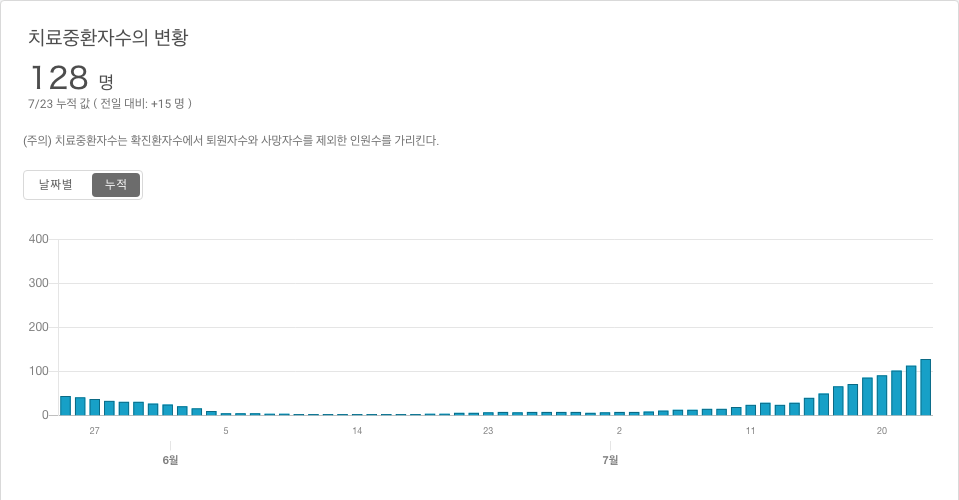 치료중환자수의 변황
128 명
7/23 누적 값 ( 전일 대비: +15 명 )
(주의) 치료중환자수는 확진환자수에서 퇴원자수와 사망자수를 제외한 인원수를 가리킨다.
날짜별 누적
400
300
200
100
0
27 5 14 23 2 11 20
6월 7월